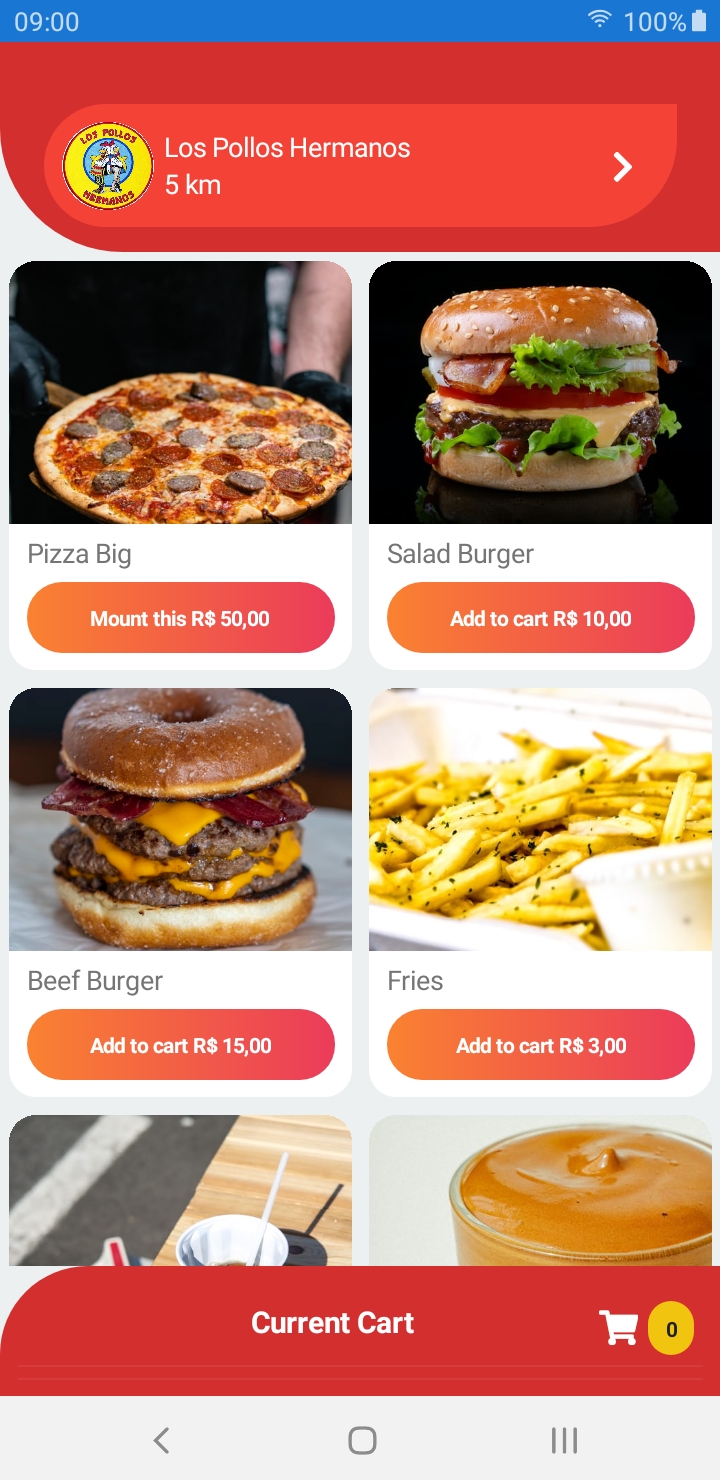 09:00
100%
LOS POLLOS
HERMANOS
Los Pollos Hermanos
5 km
Pizza Big
Salad Burger
Mount this R$ 50,00
Add to cart R$ 10,00
Beef Burger
Fries
Add to cart R$ 15,00
Add to cart R$ 3,00
Current Cart
0